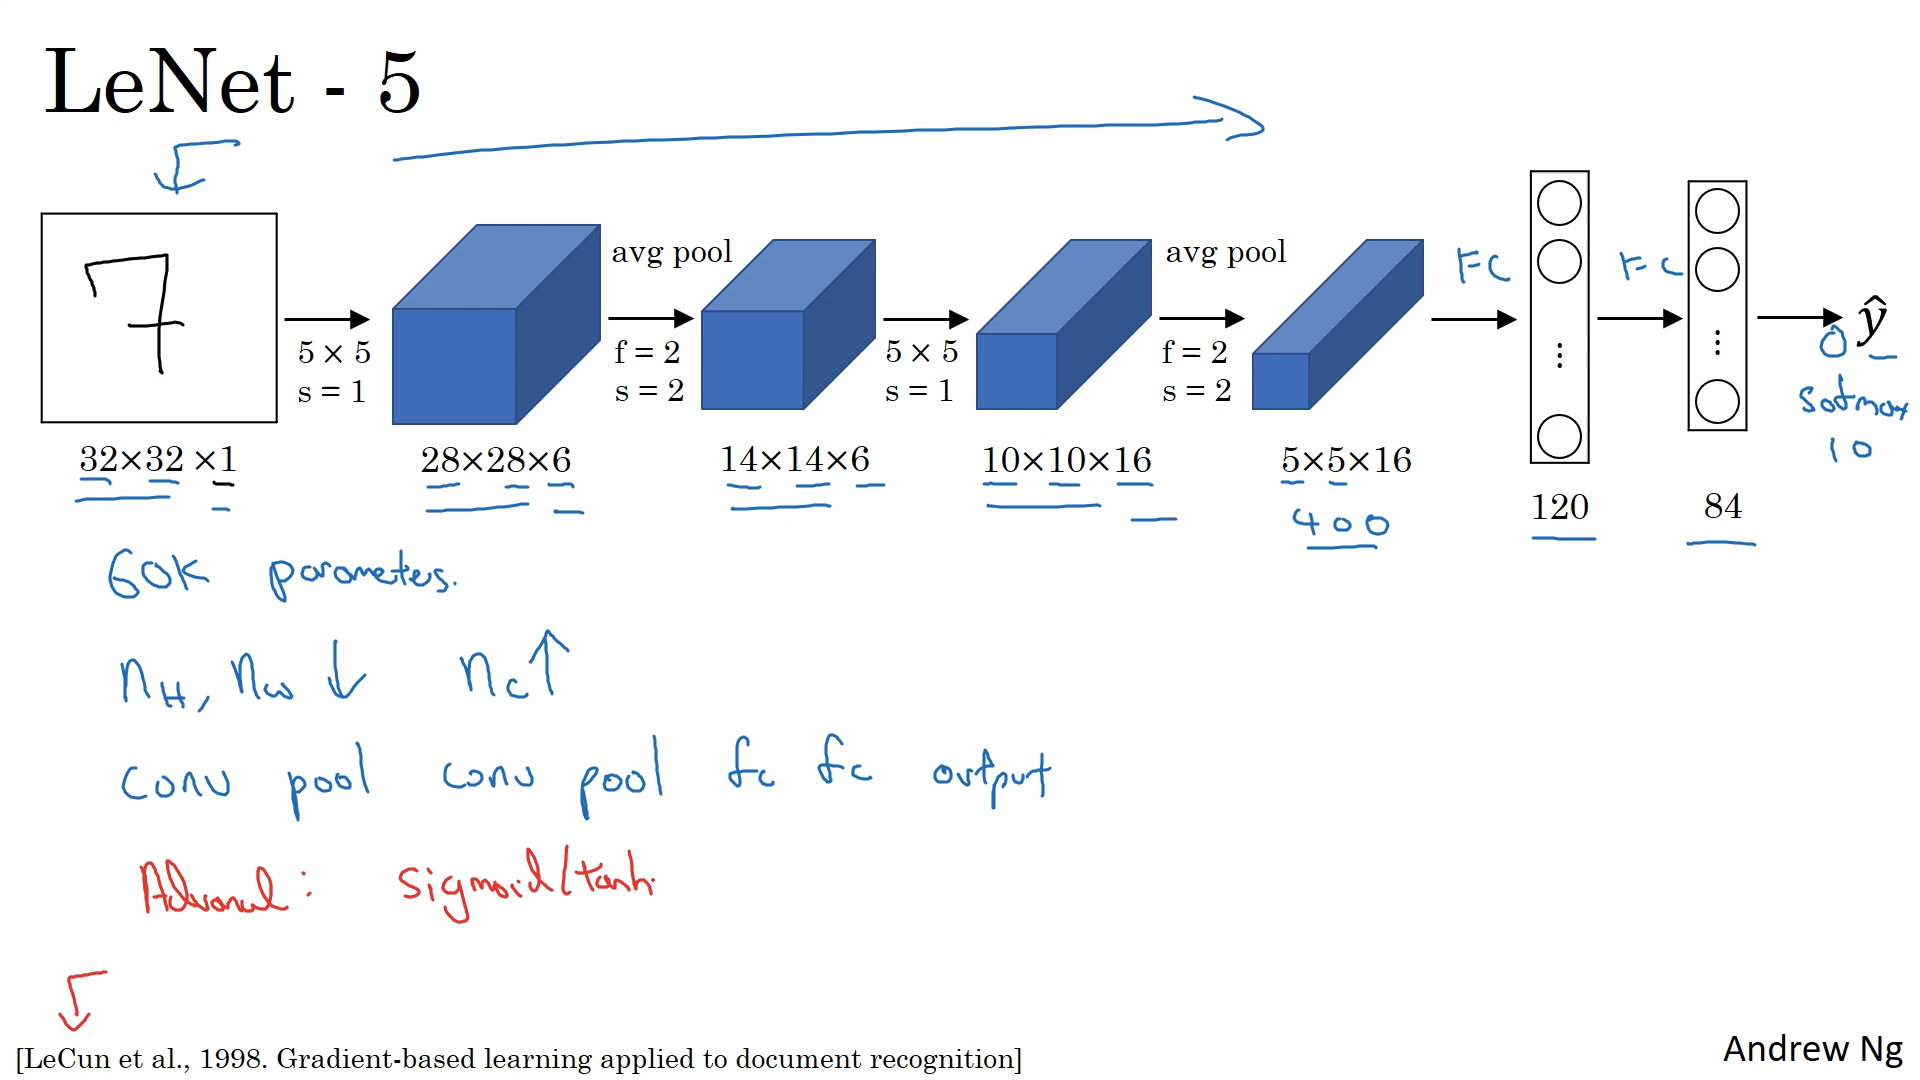 LeNet - 5
7
5 × 5
s = 1
avg pool
f = 2
s = 2
5 × 5
s = 1
avg pool
f = 2
s = 2
FC
FC
ŷ
softmax
10
32×32 ×1
28×28×6
14×14×6
10×10×16
5×5×16
400
120
84
60K parameters.
nH, nW ↓ nC ↑
conv pool conv pool fc fc output
Advanced: sigmoid/tanh
[LeCun et al., 1998. Gradient-based learning applied to document recognition]
Andrew Ng